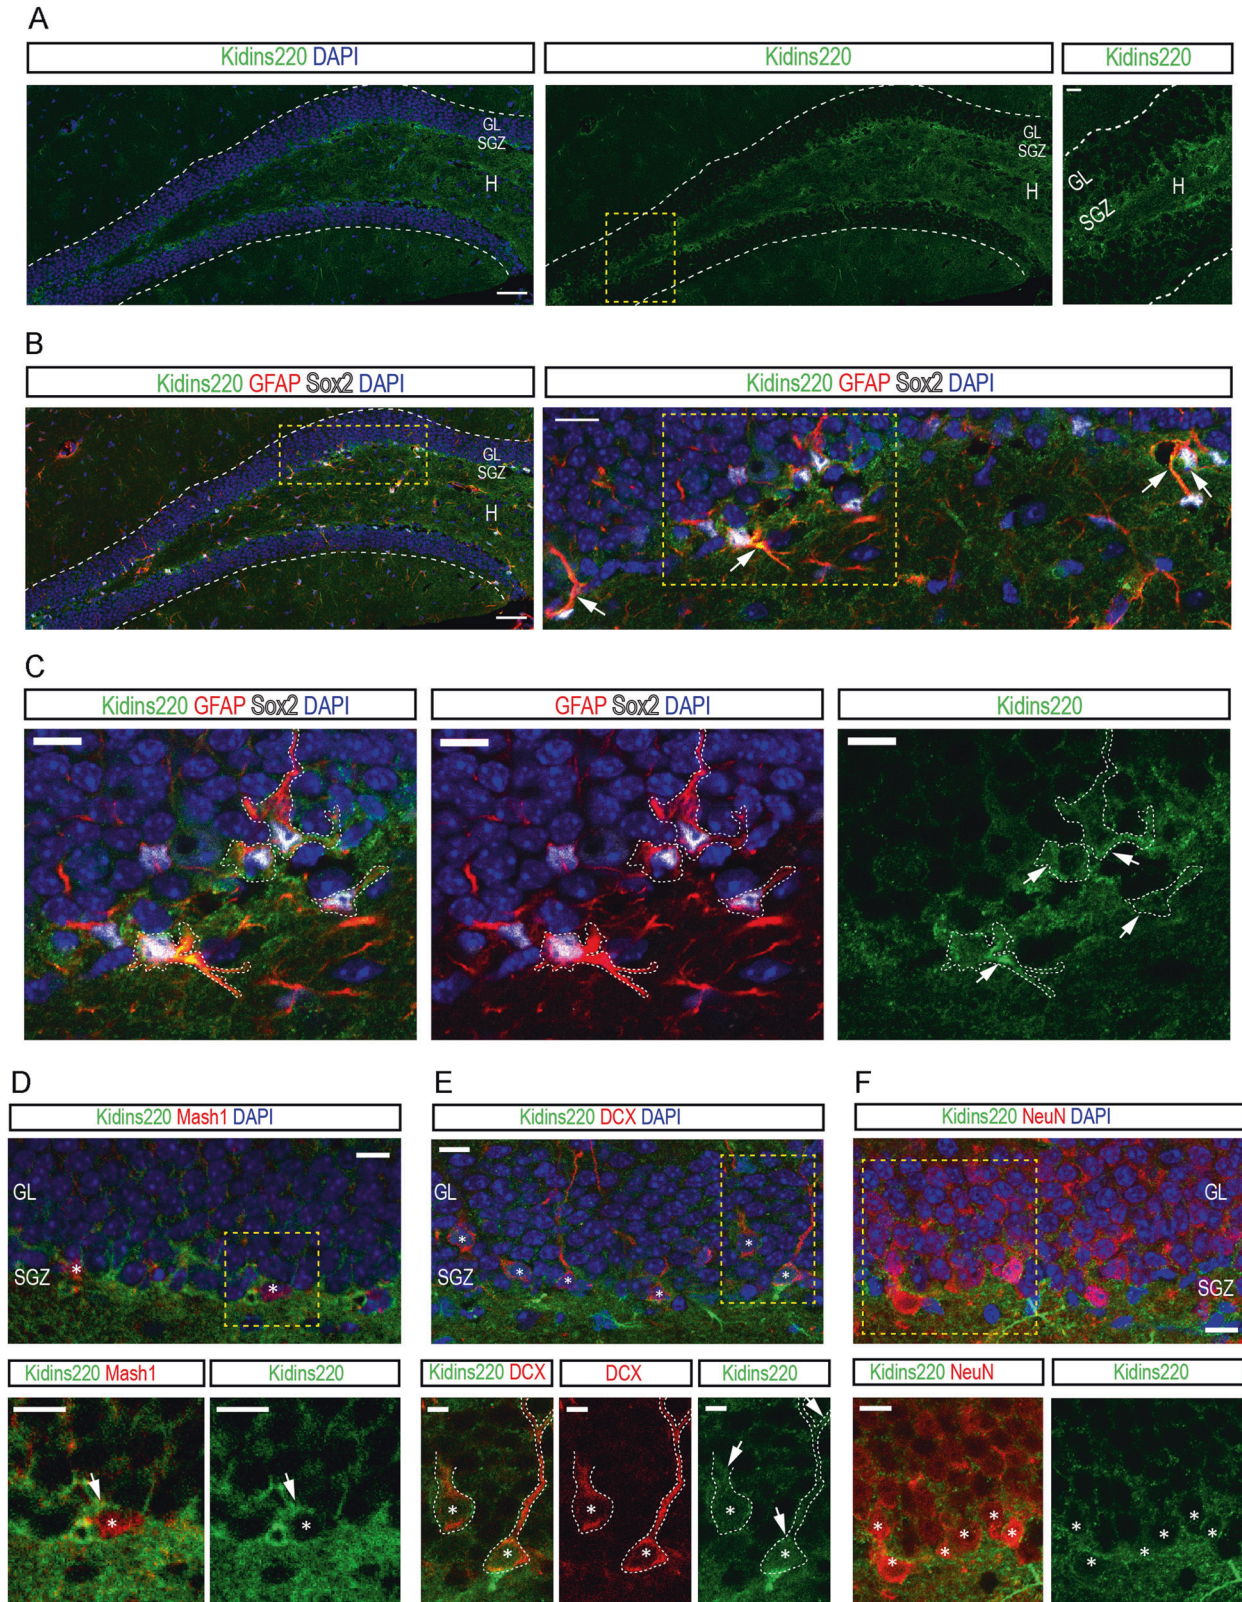 A
Kidins220 DAPI
Kidins220
Kidins220
GL
SGZ
H
GL
SGZ
H
GL
SGZ
H
B
Kidins220 GFAP Sox2 DAPI
Kidins220 GFAP Sox2 DAPI
GL
SGZ
H
C
Kidins220 GFAP Sox2 DAPI
GFAP Sox2 DAPI
Kidins220
D
Kidins220 Mash1 DAPI
GL
SGZ
*
*
Kidins220 Mash1
Kidins220
*
*
E
Kidins220 DCX DAPI
GL
SGZ
*
*
*
*
*
*
Kidins220 DCX
DCX
Kidins220
*
*
*
*
*
*
F
Kidins220 NeuN DAPI
GL
SGZ
Kidins220 NeuN
Kidins220
*
*
*
*
*
*
*
*
*
*
*
*